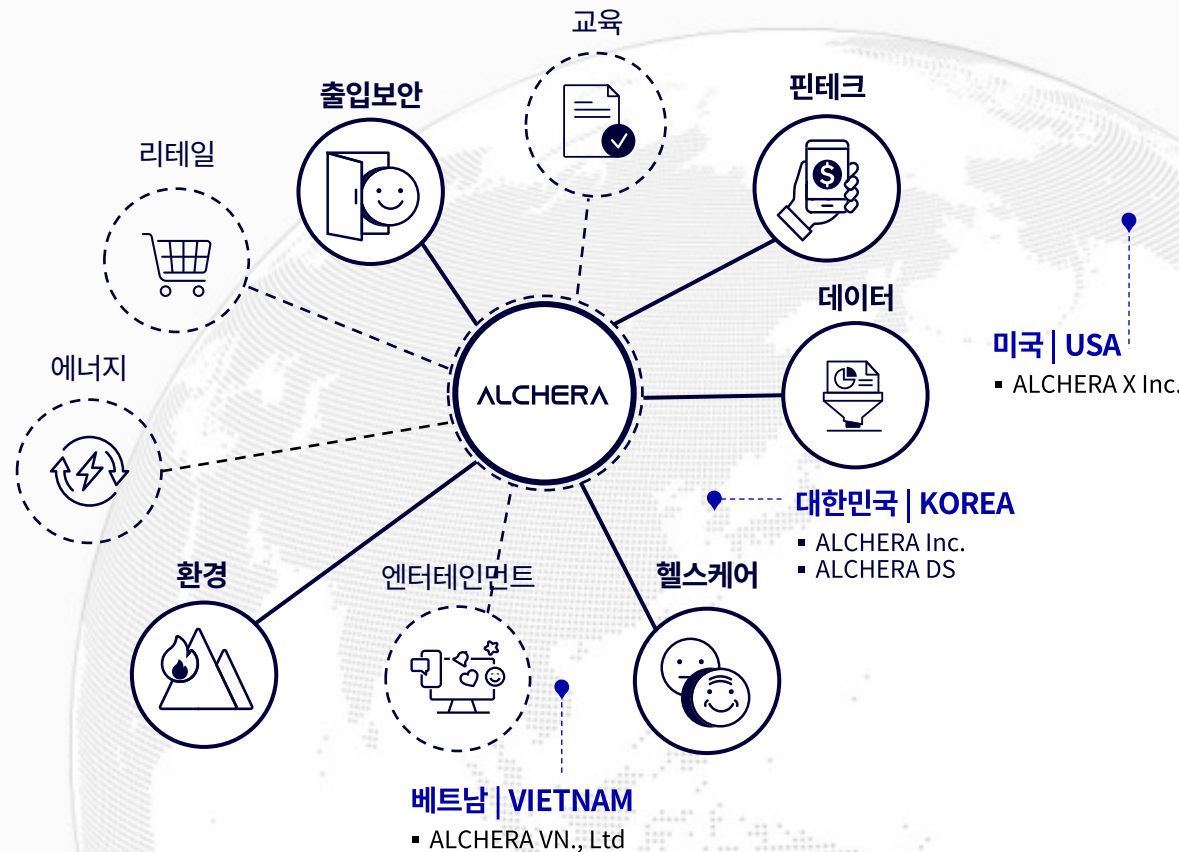 교육
핀테크
출입보안
리테일
데이터
미국 | USA
▪ ALCHERA X Inc.
에너지
ALCHERA
대한민국 | KOREA
▪ ALCHERA Inc.
▪ ALCHERA DS
환경
엔터테인먼트
헬스케어
베트남 | VIETNAM
▪ ALCHERA VN., Ltd